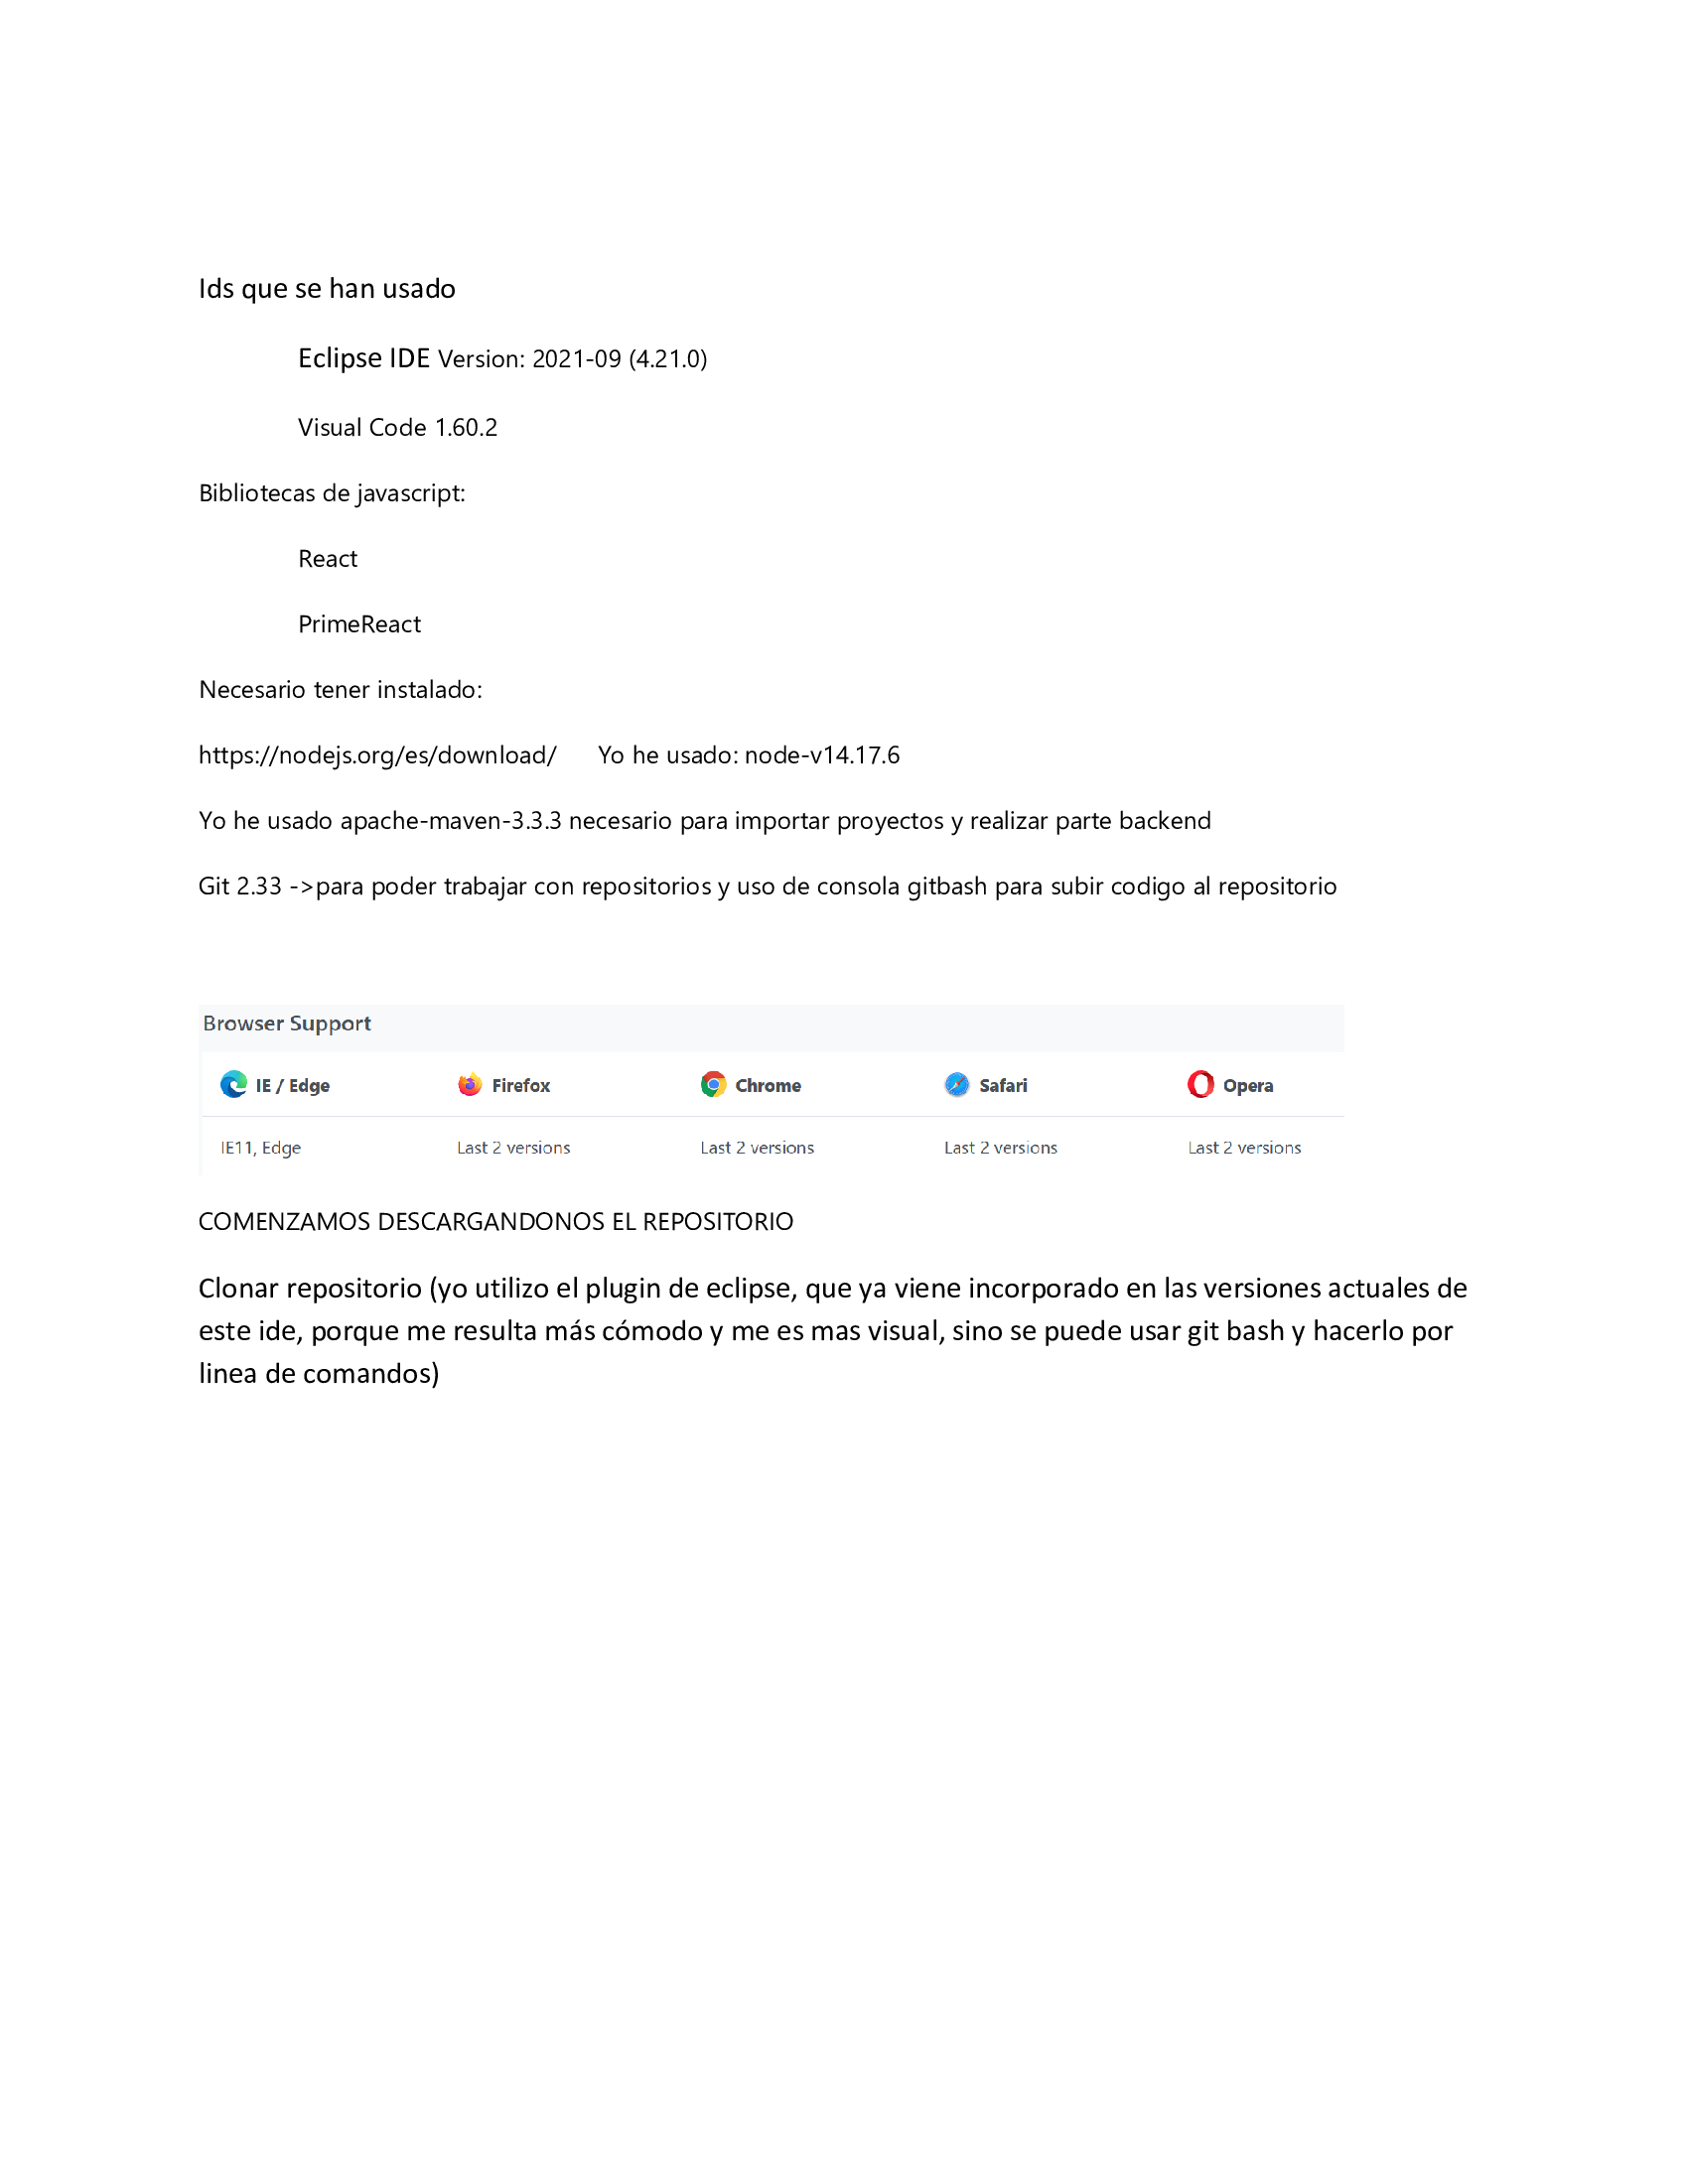 Ids que se han usado
Eclipse IDE Version: 2021-09 (4.21.0)
Visual Code 1.60.2
Bibliotecas de javascript:
React
PrimeReact
Necesario tener instalado:
https://nodejs.org/es/download/ Yo he usado: node-v14.17.6
Yo he usado apache-maven-3.3.3 necesario para importar proyectos y realizar parte backend
Git 2.33 ->para poder trabajar con repositorios y uso de consola gitbash para subir codigo al repositorio
Browser Support
IE / Edge Firefox Chrome Safari Opera
IE11, Edge Last 2 versions Last 2 versions Last 2 versions Last 2 versions
COMENZAMOS DESCARGANDONOS EL REPOSITORIO
Clonar repositorio (yo utilizo el plugin de eclipse, que ya viene incorporado en las versiones actuales de
este ide, porque me resulta más cómodo y me es mas visual, sino se puede usar git bash y hacerlo por
linea de comandos)